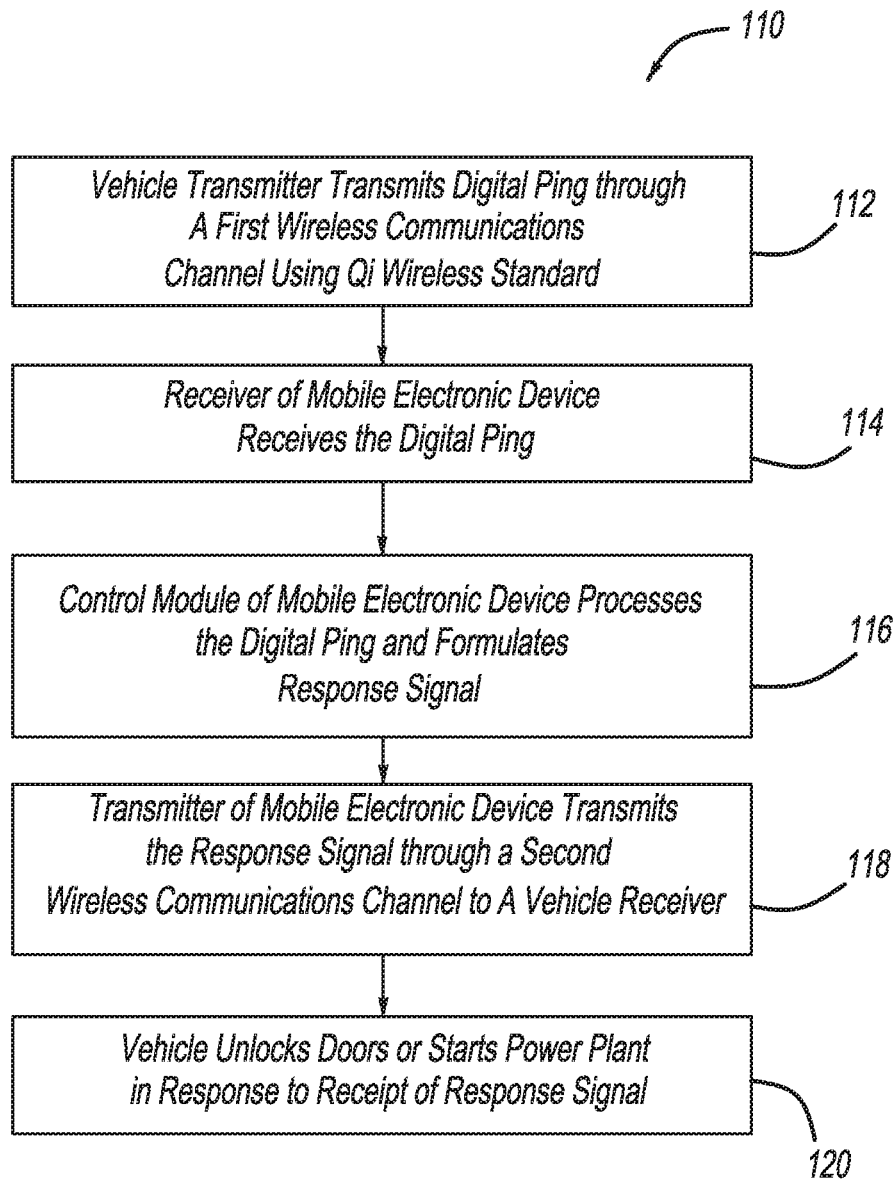 110
Vehicle Transmitter Transmits Digital Ping through
A First Wireless Communications
Channel Using Qi Wireless Standard
112
Receiver of Mobile Electronic Device
Receives the Digital Ping
114
Control Module of Mobile Electronic Device Processes
the Digital Ping and Formulates
Response Signal
116
Transmitter of Mobile Electronic Device Transmits
the Response Signal through a Second
Wireless Communications Channel to A Vehicle Receiver
118
Vehicle Unlocks Doors or Starts Power Plant
in Response to Receipt of Response Signal
120